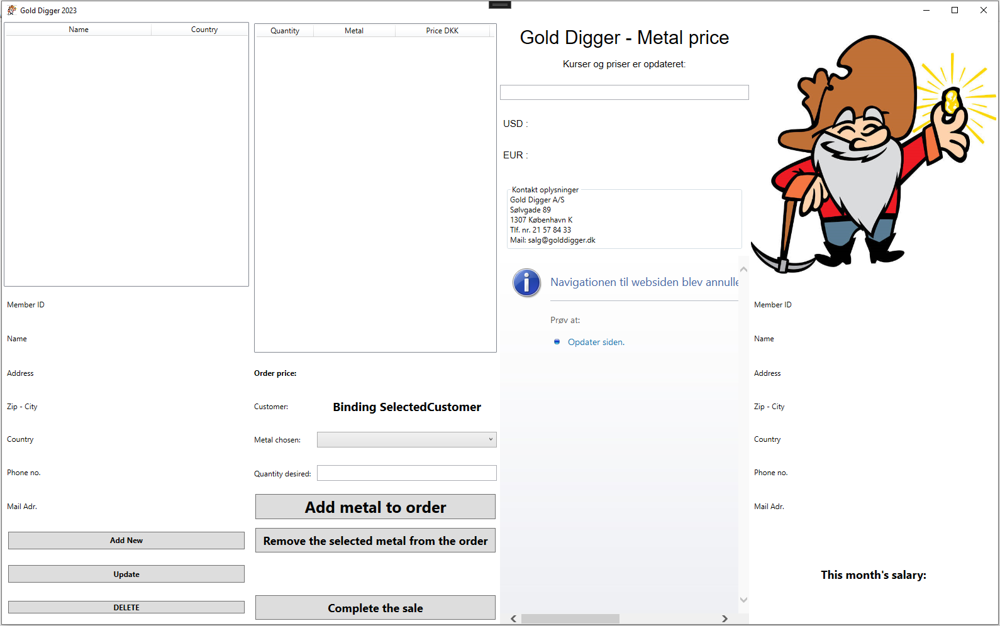 Gold Digger 2023
Name Country
Member ID
Name
Address
Zip - City
Country
Phone no.
Mail Adr.
Add New
Update
DELETE
Quantity Metal Price DKK
Order price:
Customer: Binding SelectedCustomer
Metal chosen:
Quantity desired:
Add metal to order
Remove the selected metal from the order
Complete the sale
Gold Digger - Metal price
Kurser og priser er opdateret:
USD :
EUR :
Kontakt oplysninger
Gold Digger A/S
Sølvgade 89
1307 København K
Tlf. nr. 21 57 84 33
Mail: salg@golddigger.dk
Navigationen til websiden blev annulle
Prøv at:
Opdater siden.
Member ID
Name
Address
Zip - City
Country
Phone no.
Mail Adr.
This month's salary: